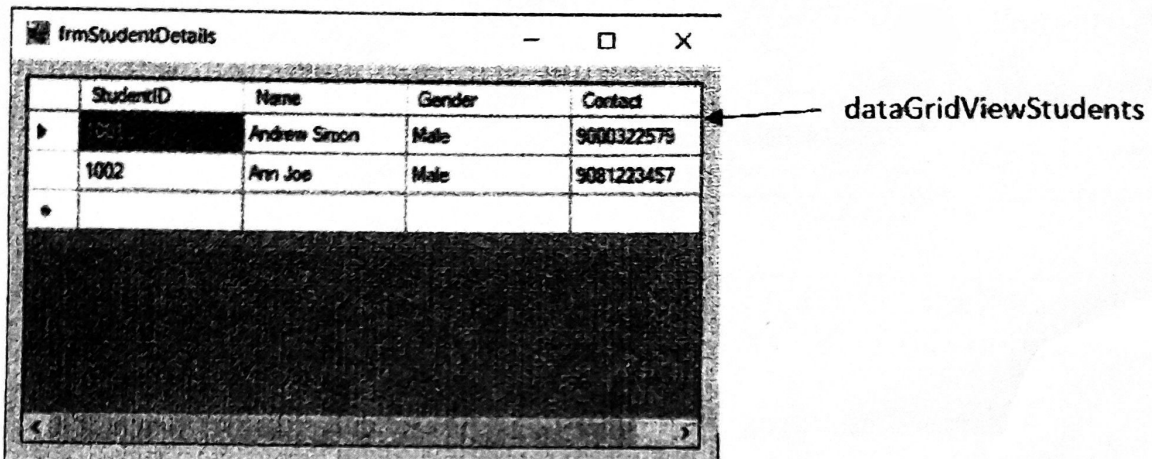 frmStudentDetails
StudentID Name Gender Contact
Andrew Simon Male 9000322579
1002 Ann Joe Male 9081223457
dataGridViewStudents